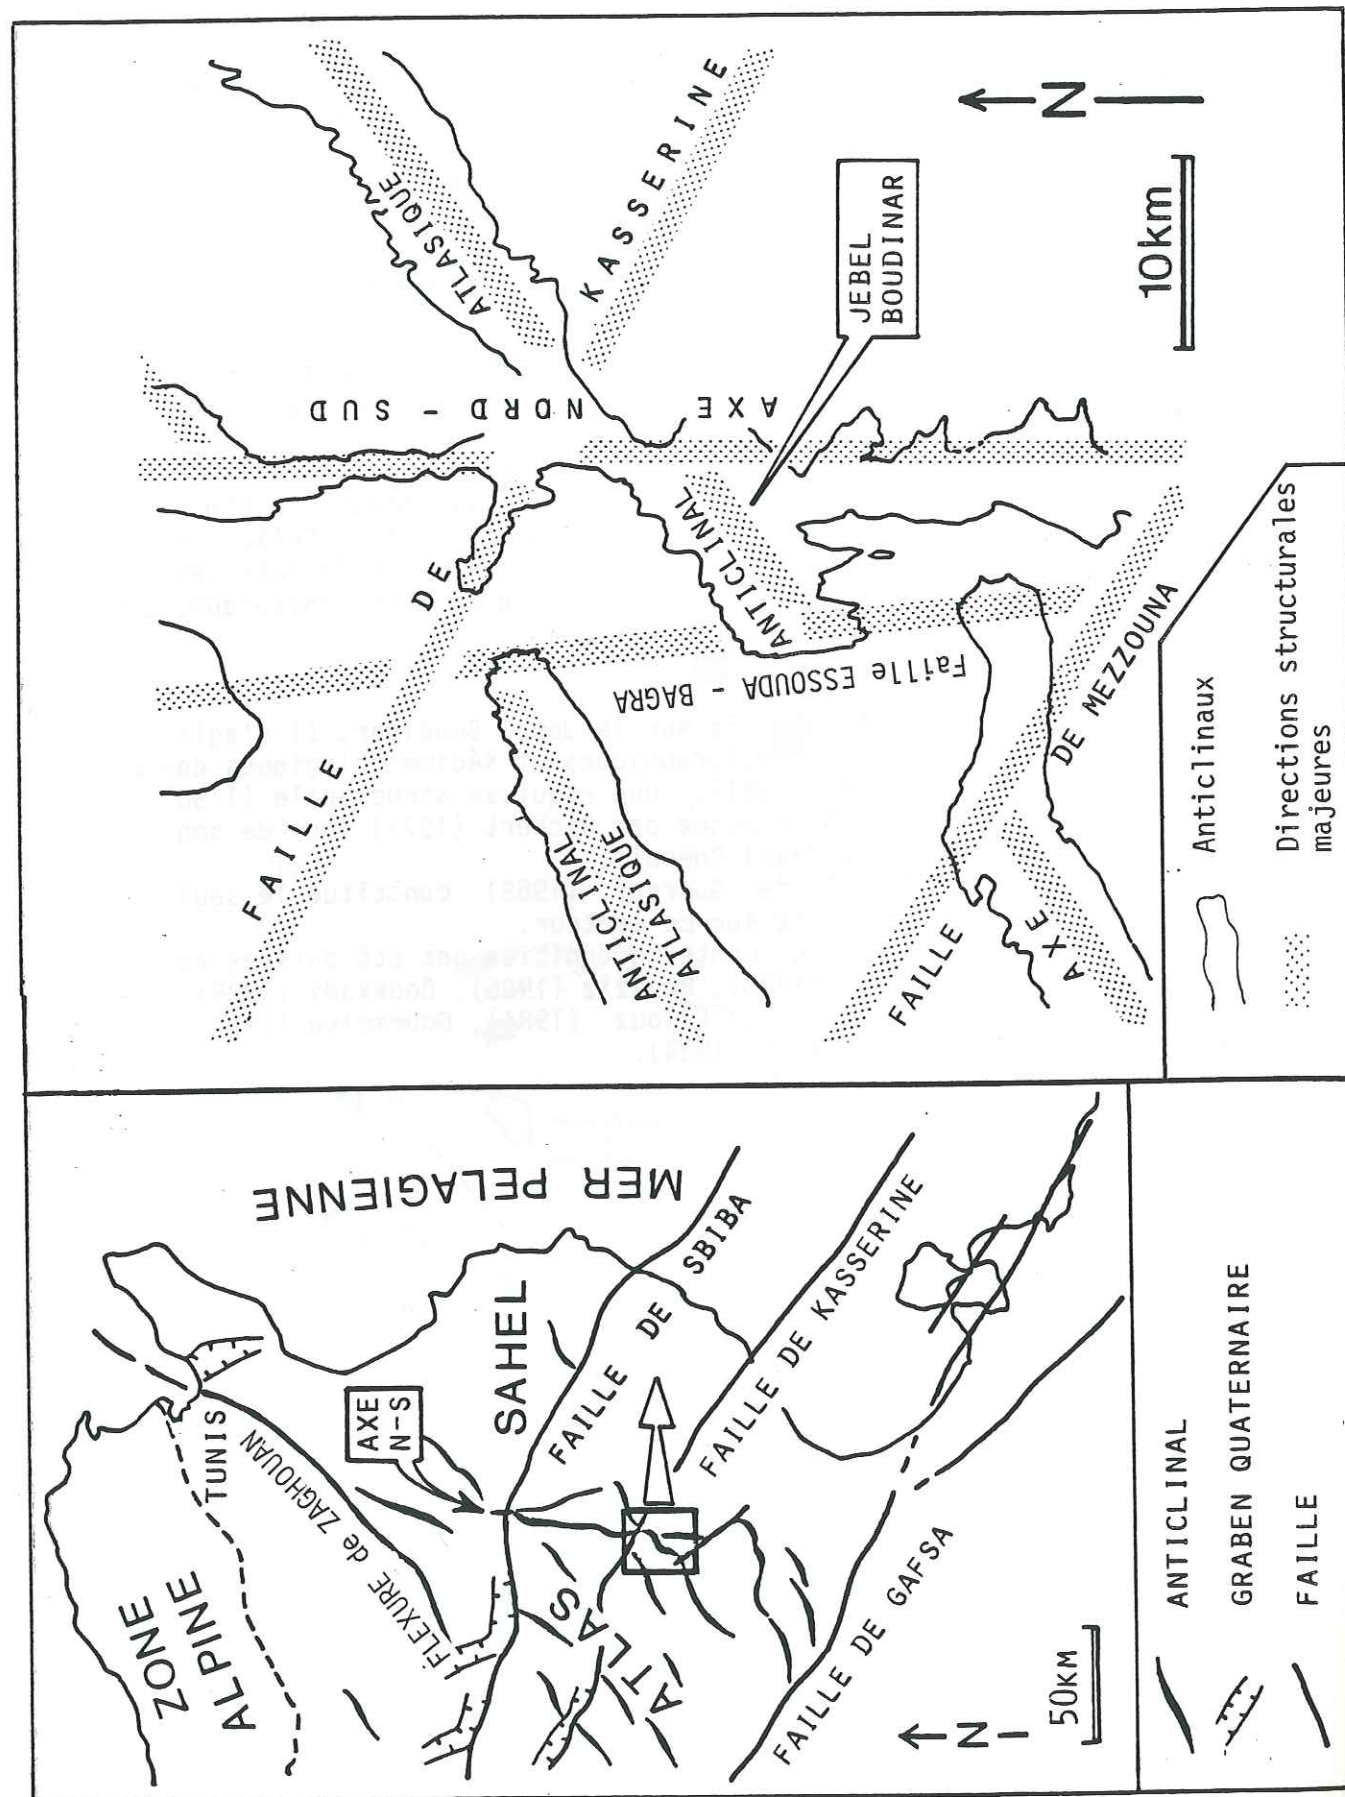 ZONE
ALPINE
TUNIS
FLEXURE de ZAGHOUAN
AXE
N-S
SAHEL
MER PELAGIENNE
FAILLE DE SBIBA
ATLAS
FAILLE DE KASSERINE
FAILLE DE GAFSA
N
50KM
ANTICLINAL
GRABEN QUATERNAIRE
FAILLE
FAILLE DE KASSERINE
AXE NORD - SUD
ATLASIQUE
ANTICLINAL
ANTICLINAL
ATLASIQUE
Faille ESSOUDA - BAGRA
JEBEL
BOUDINAR
FAILLE
AXE DE MEZZOUNA
N
10km
Anticlinaux
Directions structurales
majeures